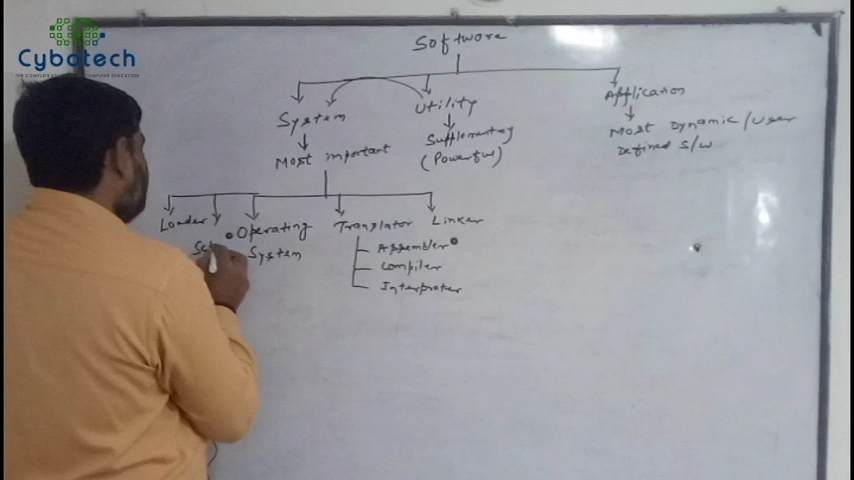 Cybotech
Software
System
Utility
Application
Most important
Supplementary
(Powerful)
Most Dynamic/User
Defined S/W
Loader
Operating
System
Translator
Linker
Assembler
Compiler
Interpreter